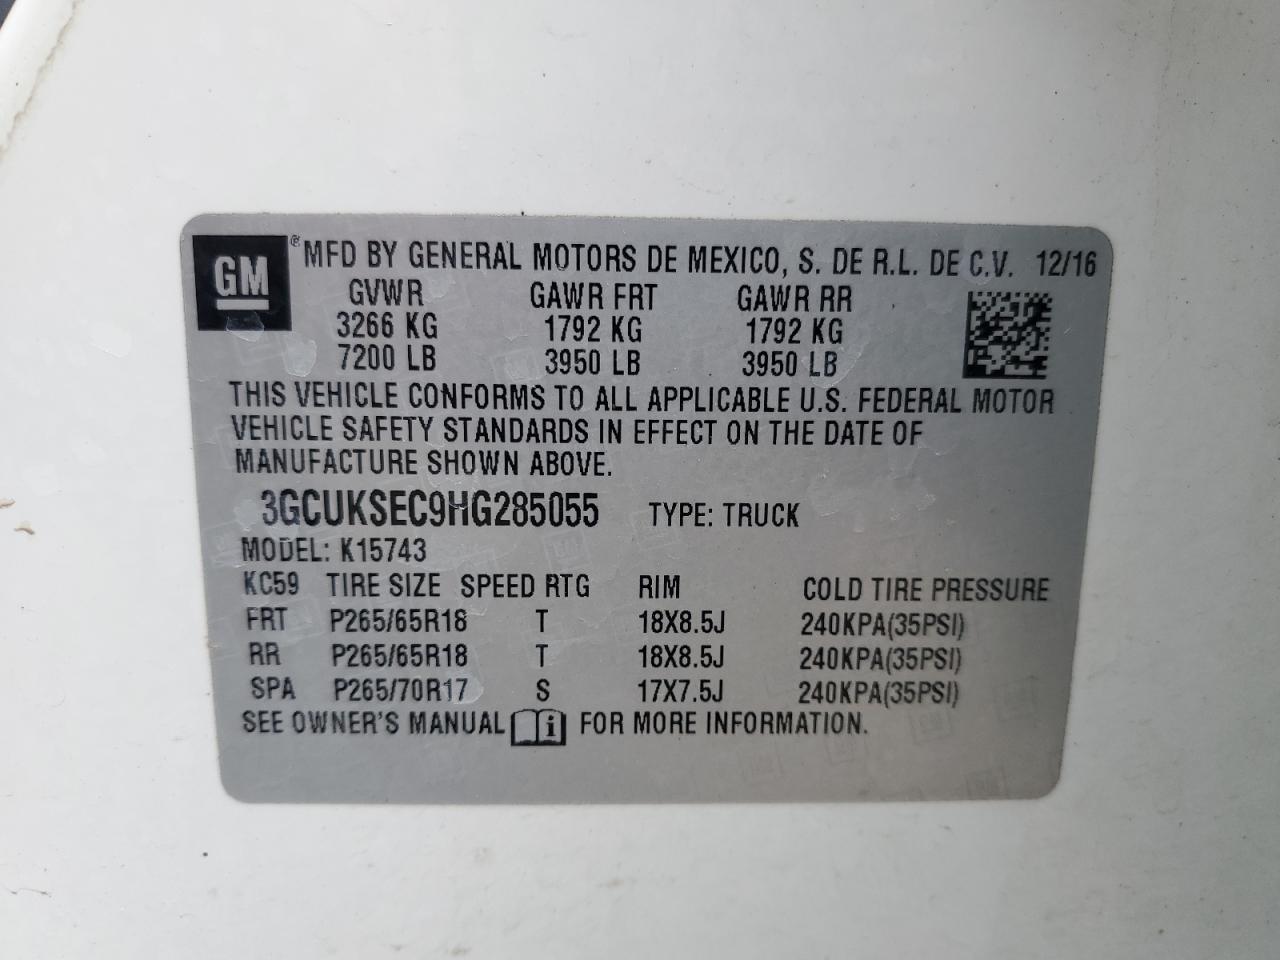 GM ® MFD BY GENERAL MOTORS DE MEXICO, S. DE R.L. DE C.V. 12/16
GVWR GAWR FRT GAWR RR
3266 KG 1792 KG 1792 KG
7200 LB 3950 LB 3950 LB
THIS VEHICLE CONFORMS TO ALL APPLICABLE U.S. FEDERAL MOTOR
VEHICLE SAFETY STANDARDS IN EFFECT ON THE DATE OF
MANUFACTURE SHOWN ABOVE.
3GCUKSEC9HG285055 TYPE: TRUCK
MODEL: K15743
KC59 TIRE SIZE SPEED RTG RIM COLD TIRE PRESSURE
FRT P265/65R18 T 18X8.5J 240KPA(35PSI)
RR P265/65R18 T 18X8.5J 240KPA(35PSI)
SPA P265/70R17 S 17X7.5J 240KPA(35PSI)
SEE OWNER'S MANUAL i FOR MORE INFORMATION.